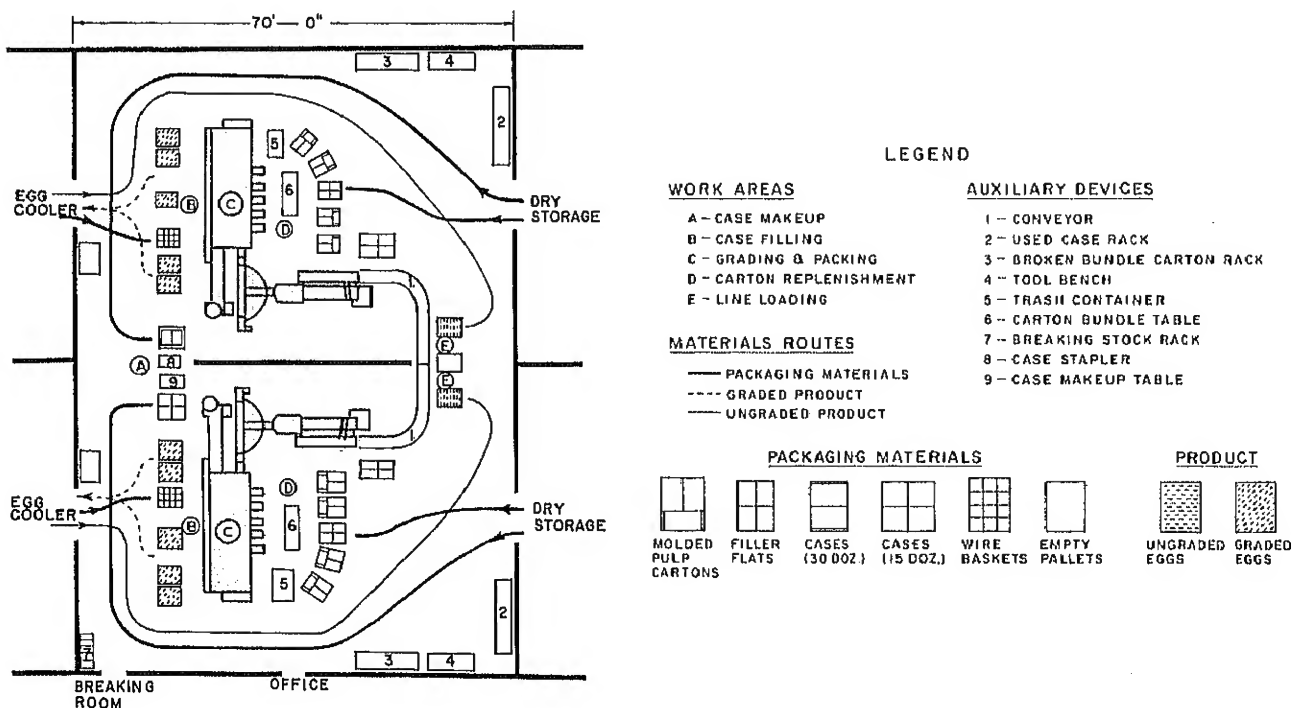 70'— 0"
3
4
2
5
EGG
COOLER
B
C
6
D
DRY
STORAGE
1
E
A
8
9
E
1
EGG
COOLER
B
C
D
6
5
DRY
STORAGE
2
7
3
4
BREAKING
ROOM
OFFICE
LEGEND
WORK AREAS
A – CASE MAKEUP
B – CASE FILLING
C – GRADING & PACKING
D – CARTON REPLENISHMENT
E – LINE LOADING
MATERIALS ROUTES
PACKAGING MATERIALS
GRADED PRODUCT
UNGRADED PRODUCT
AUXILIARY DEVICES
1 – CONVEYOR
2 – USED CASE RACK
3 – BROKEN BUNDLE CARTON RACK
4 – TOOL BENCH
5 – TRASH CONTAINER
6 – CARTON BUNDLE TABLE
7 – BREAKING STOCK RACK
8 – CASE STAPLER
9 – CASE MAKEUP TABLE
PACKAGING MATERIALS
MOLDED
PULP
CARTONS
FILLER
FLATS
CASES
(30 DOZ.)
CASES
(15 DOZ.)
WIRE
BASKETS
EMPTY
PALLETS
PRODUCT
UNGRADED
EGGS
GRADED
EGGS